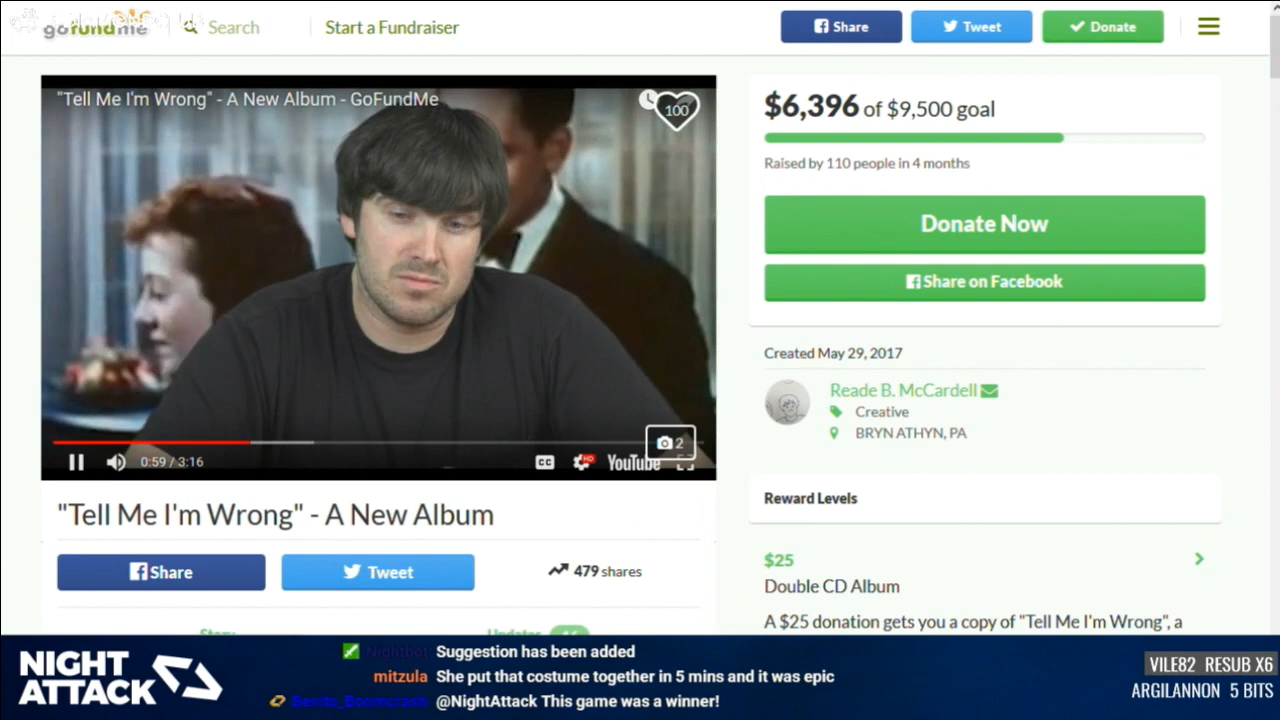 gofundme
Search
Start a Fundraiser
Share
Tweet
Donate
"Tell Me I'm Wrong" - A New Album - GoFundMe
100
0:59 / 3:16
CC
HD
YouTube
2
"Tell Me I'm Wrong" - A New Album
Share
Tweet
479 shares
Story
Updates
$6,396 of $9,500 goal
Raised by 110 people in 4 months
Donate Now
Share on Facebook
Created May 29, 2017
Reade B. McCardell
Creative
BRYN ATHYN, PA
Reward Levels
$25
Double CD Album
A $25 donation gets you a copy of "Tell Me I'm Wrong", a
NIGHT
ATTACK
Nightbot Suggestion has been added
mitzula She put that costume together in 5 mins and it was epic
@NightAttack This game was a winner!
VILE82 RESUB X6
ARGILANNON 5 BITS